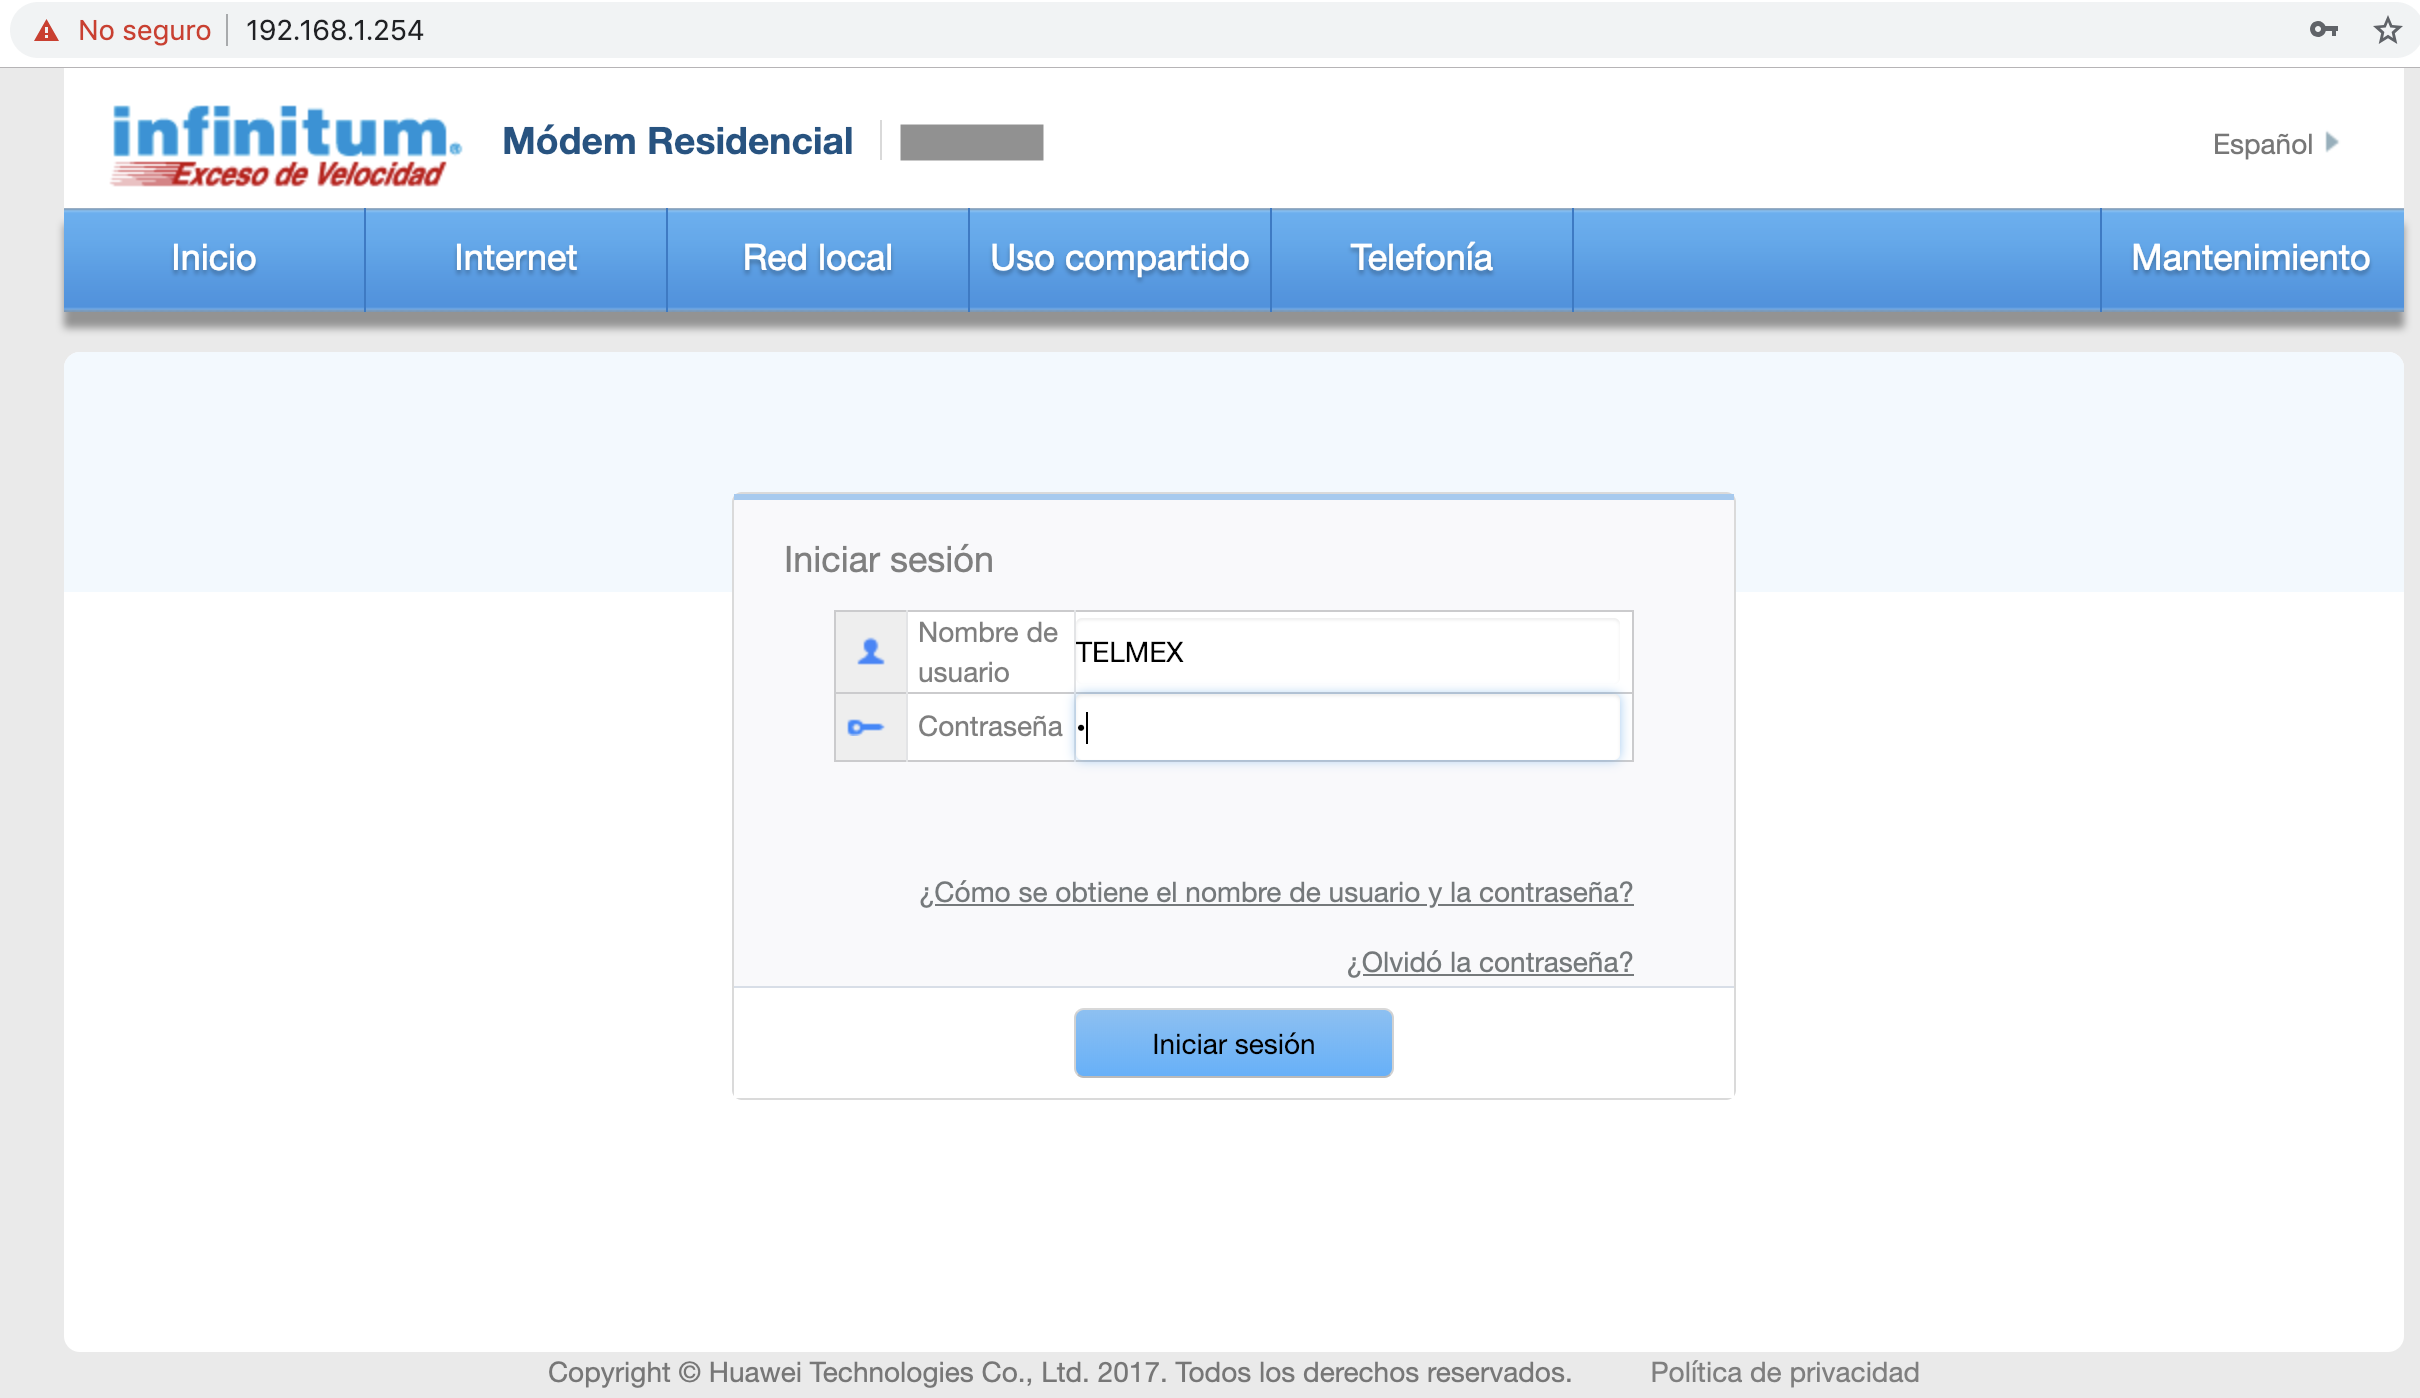 No seguro 192.168.1.254
infinitum®
Exceso de Velocidad
Módem Residencial
Español
Inicio Internet Red local Uso compartido Telefonía Mantenimiento
Iniciar sesión
Nombre de usuario TELMEX
Contraseña •
¿Cómo se obtiene el nombre de usuario y la contraseña?
¿Olvidó la contraseña?
Iniciar sesión
Copyright © Huawei Technologies Co., Ltd. 2017. Todos los derechos reservados. Política de privacidad